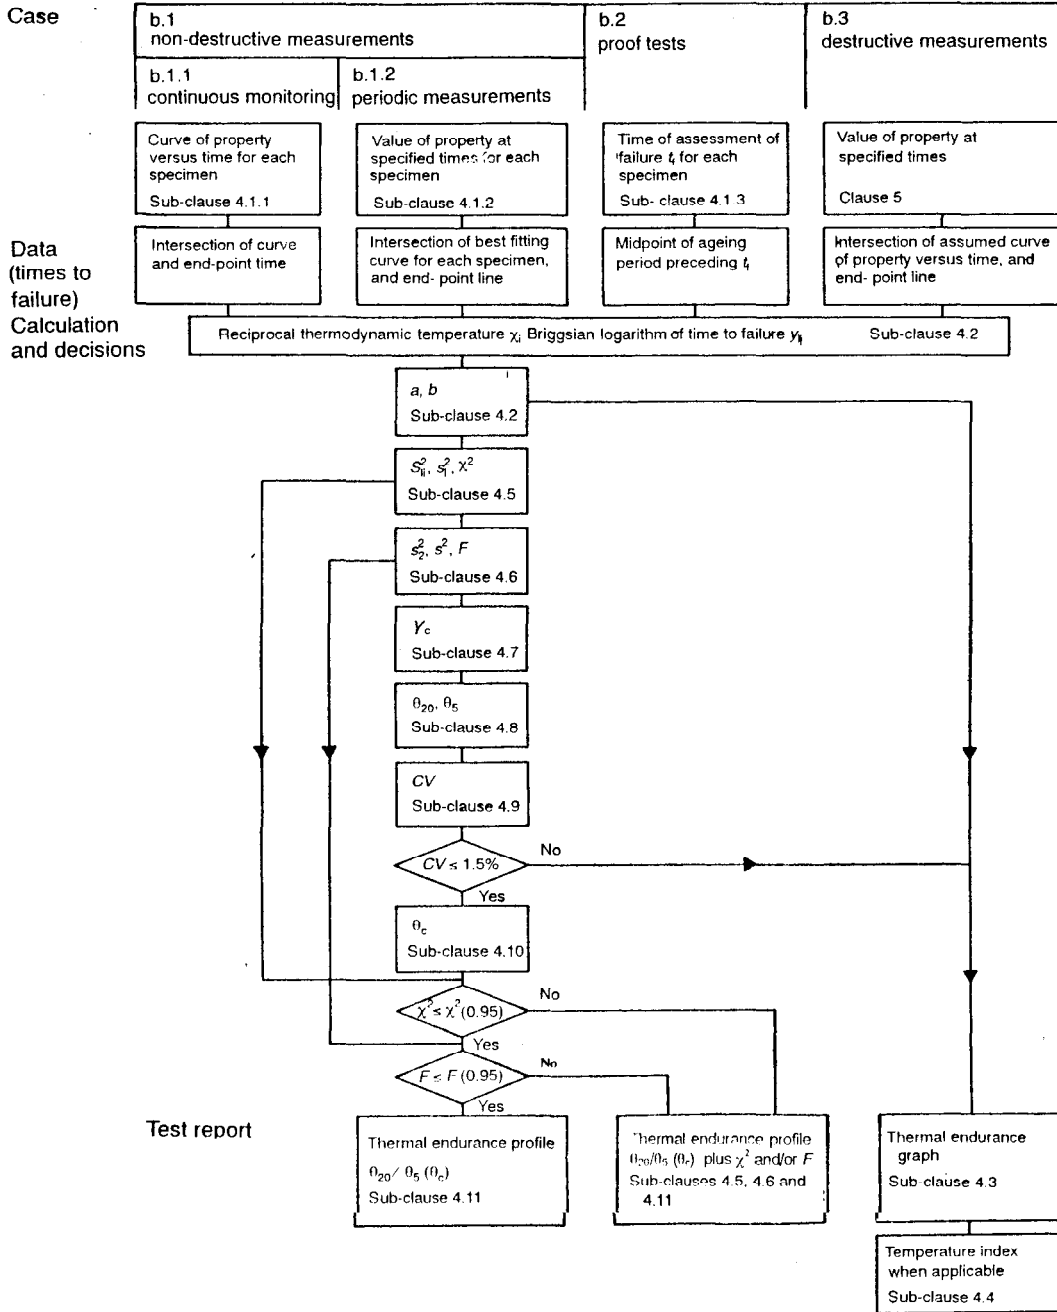 Case
b.1
non-destructive measurements
b.2
proof tests
b.3
destructive measurements
b.1.1
continuous monitoring
b.1.2
periodic measurements
Curve of property
versus time for each
specimen
Sub-clause 4.1.1
Value of property at
specified times for each
specimen
Sub-clause 4.1.2
Time of assessment of
failure tᵢ for each
specimen
Sub- clause 4.1.3
Value of property at
specified times
Clause 5
Data
(times to
failure)
Intersection of curve
and end-point time
Intersection of best fitting
curve for each specimen,
and end- point line
Midpoint of ageing
period preceding tᵢ
Intersection of assumed curve
of property versus time, and
end- point line
Calculation
and decisions
Reciprocal thermodynamic temperature χᵢ Briggsian logarithm of time to failure yᵢⱼ Sub-clause 4.2
a, b
Sub-clause 4.2
s²₁ᵢ, s²₁, χ²
Sub-clause 4.5
s²₂, s², F
Sub-clause 4.6
Y꜀
Sub-clause 4.7
θ₂₀, θ₅
Sub-clause 4.8
CV
Sub-clause 4.9
CV ≤ 1.5%
No
Yes
θ꜀
Sub-clause 4.10
χ² ≤ χ² (0.95)
No
Yes
F ≤ F (0.95)
No
Yes
Test report
Thermal endurance profile
θ₂₀/ θ₅ (θ꜀)
Sub-clause 4.11
Thermal endurance profile
θ₂₀/θ₅ (θ꜀) plus χ² and/or F
Sub-clauses 4.5, 4.6 and
4.11
Thermal endurance
graph
Sub-clause 4.3
Temperature index
when applicable
Sub-clause 4.4